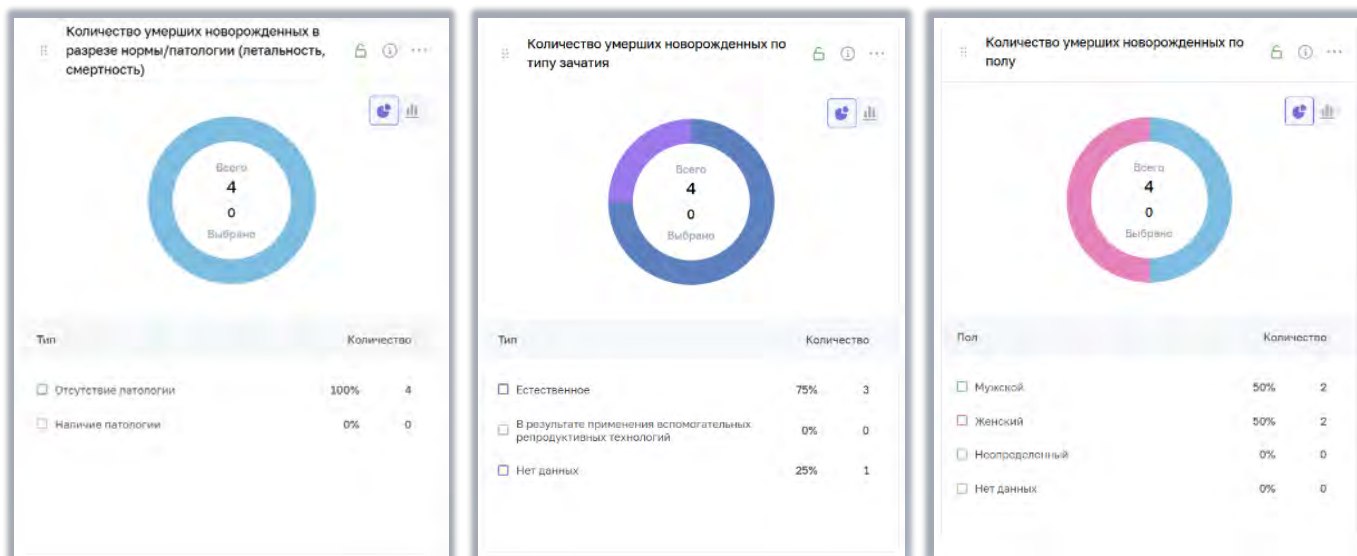 Количество умерших новорожденных в
разрезе нормы/патологии (летальность,
смертность)
Всего
4
0
Выбрано
Тип Количество
Отсутствие патологии 100% 4
Наличие патологии 0% 0
Количество умерших новорожденных по
типу зачатия
Всего
4
0
Выбрано
Тип Количество
Естественное 75% 3
В результате применения вспомогательных
репродуктивных технологий 0% 0
Нет данных 25% 1
Количество умерших новорожденных по
полу
Всего
4
0
Выбрано
Пол Количество
Мужской 50% 2
Женский 50% 2
Неопределенный 0% 0
Нет данных 0% 0